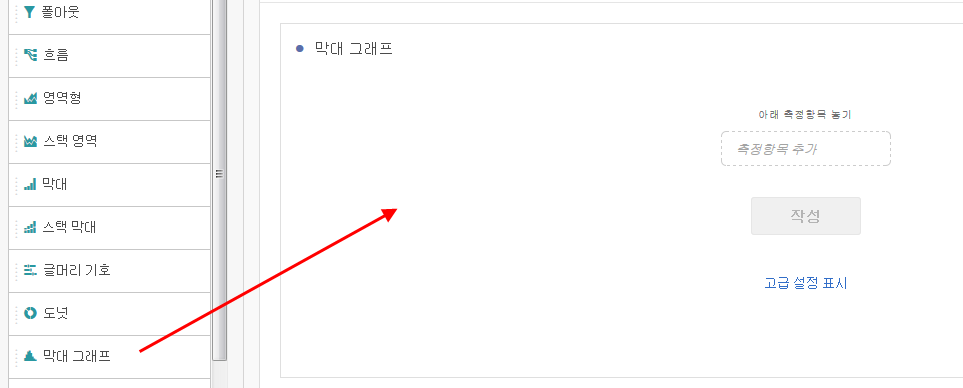 폴아웃
흐름
영역형
스택 영역
막대
스택 막대
글머리 기호
도넛
막대 그래프
막대 그래프
아래 측정항목 놓기
측정항목 추가
작성
고급 설정 표시